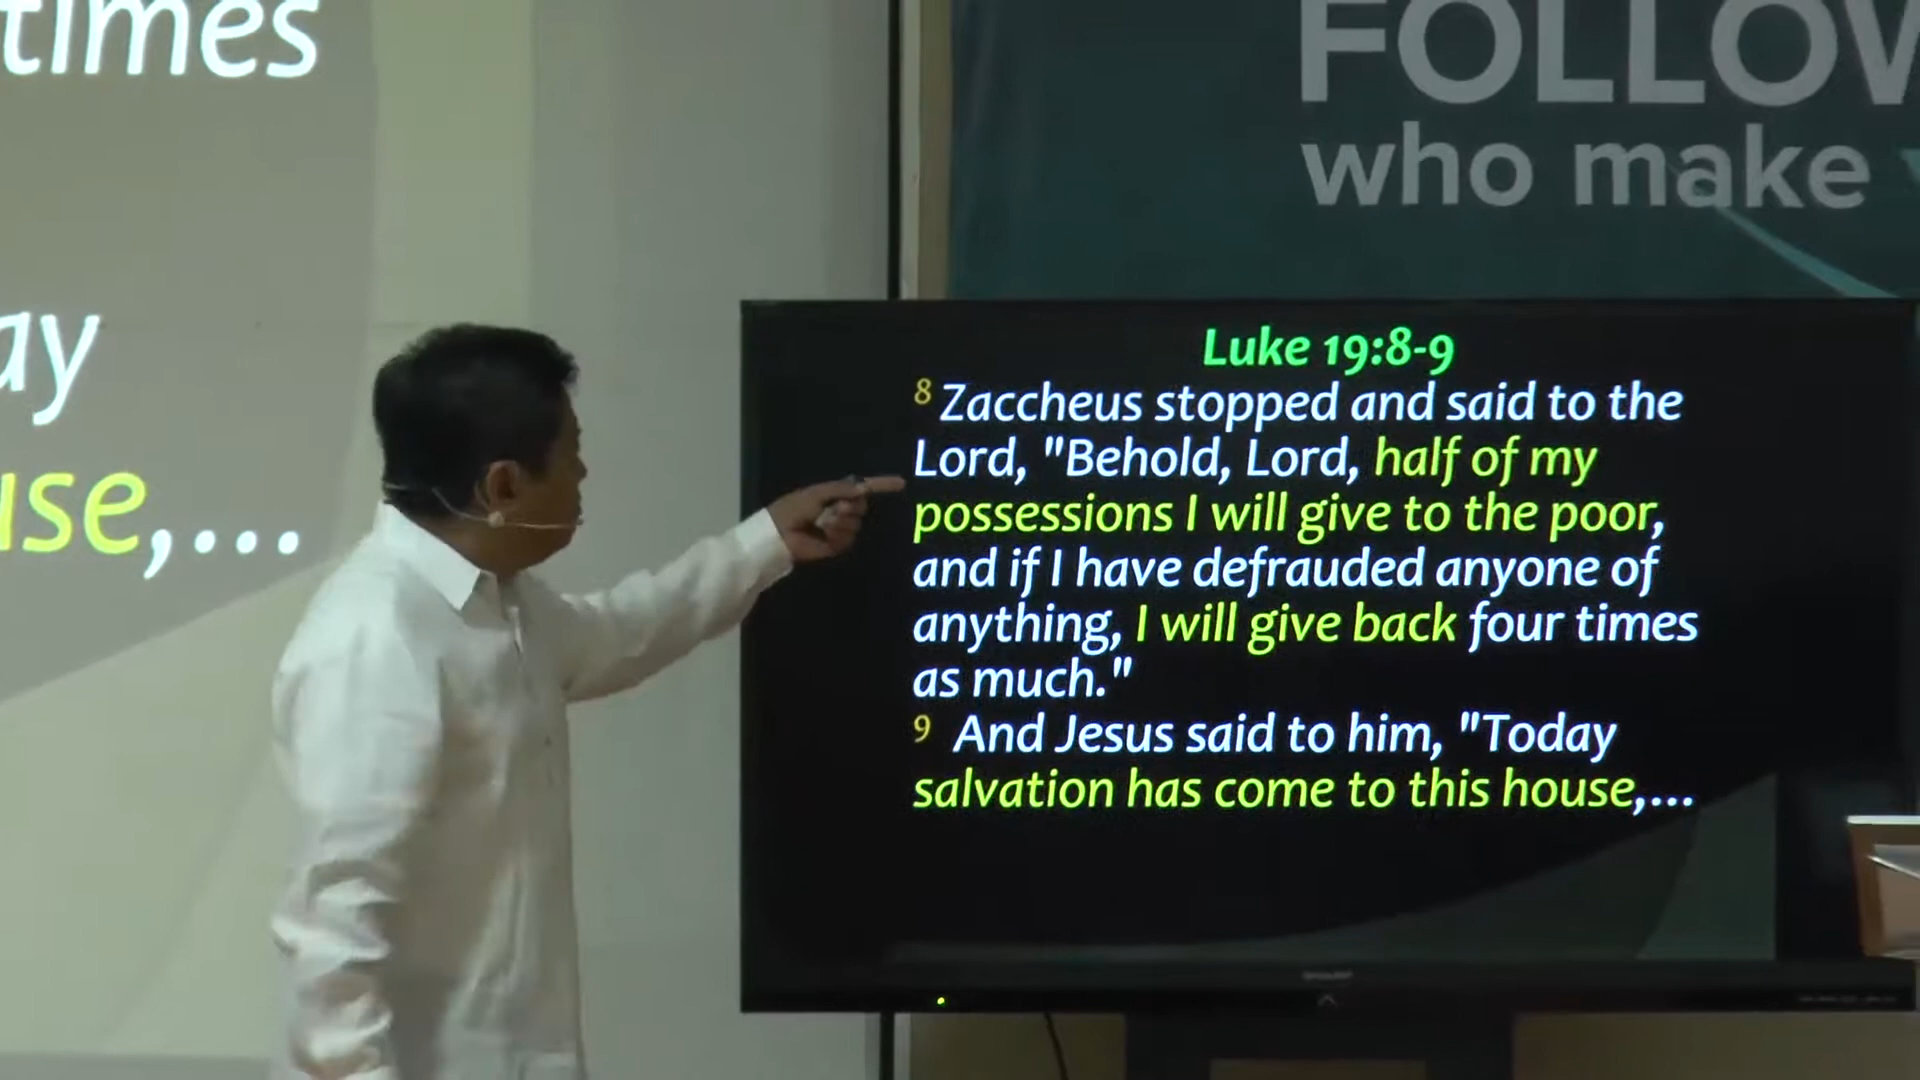 times
ay
use,...
FOLLOW
who make
Luke 19:8-9
8 Zaccheus stopped and said to the
Lord, "Behold, Lord, half of my
possessions I will give to the poor,
and if I have defrauded anyone of
anything, I will give back four times
as much."
9 And Jesus said to him, "Today
salvation has come to this house,...